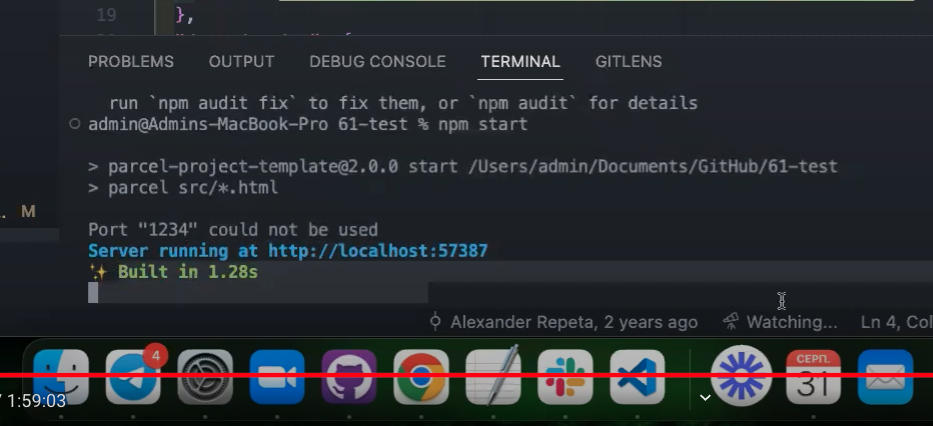 19 },
PROBLEMS OUTPUT DEBUG CONSOLE TERMINAL GITLENS
run `npm audit fix` to fix them, or `npm audit` for details
admin@Admins-MacBook-Pro 61-test % npm start
> parcel-project-template@2.0.0 start /Users/admin/Documents/GitHub/61-test
> parcel src/*.html
.. M
Port "1234" could not be used
Server running at http://localhost:57387
✨ Built in 1.28s
Alexander Repeta, 2 years ago Watching... Ln 4, Col
4
СЕРП.
31
/ 1:59:03